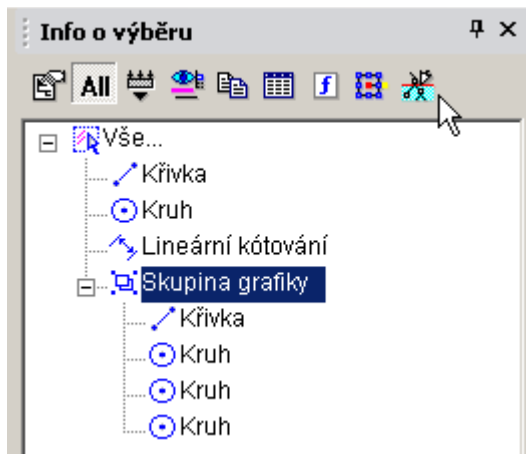 Info o výběru
All
f
Vše...
Křivka
Kruh
Lineární kótování
Skupina grafiky
Křivka
Kruh
Kruh
Kruh